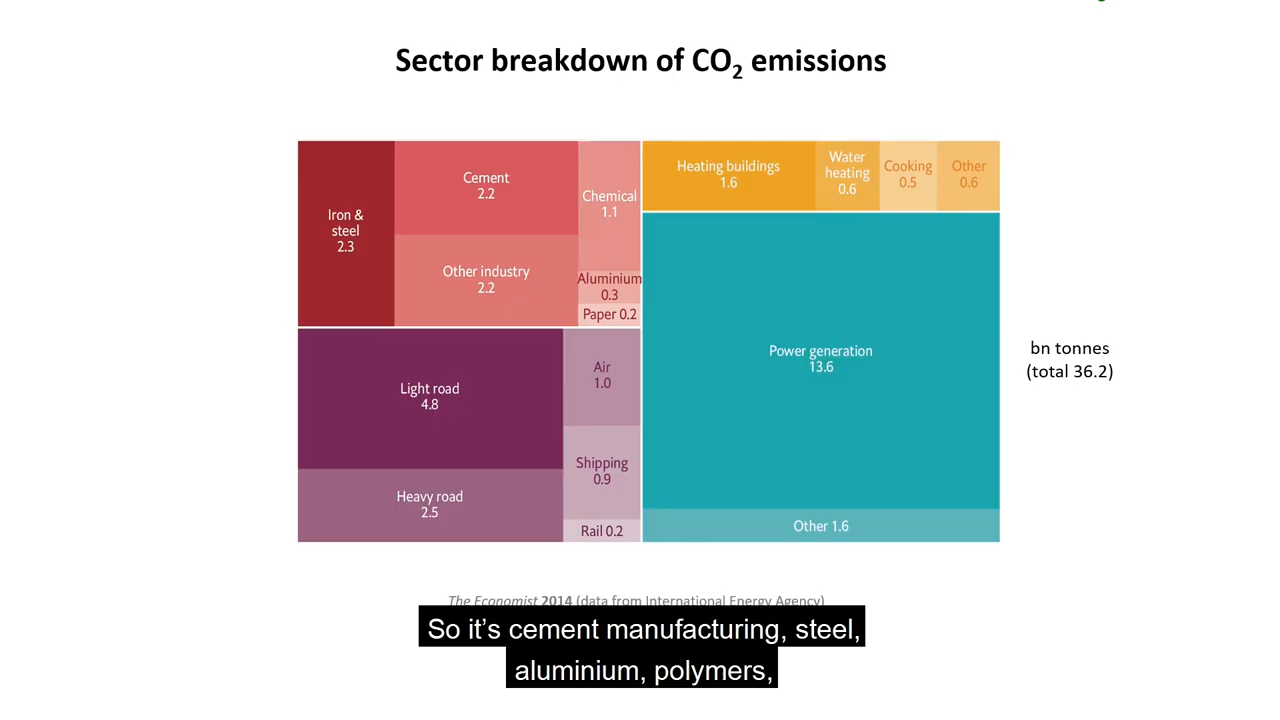 Sector breakdown of CO₂ emissions
Iron &
steel
2.3
Cement
2.2
Other industry
2.2
Chemical
1.1
Aluminium
0.3
Paper 0.2
Heating buildings
1.6
Water
heating
0.6
Cooking
0.5
Other
0.6
Light road
4.8
Heavy road
2.5
Air
1.0
Shipping
0.9
Rail 0.2
Power generation
13.6
Other 1.6
bn tonnes
(total 36.2)
The Economist 2014 (data from International Energy Agency)
So it’s cement manufacturing, steel,
aluminium, polymers,